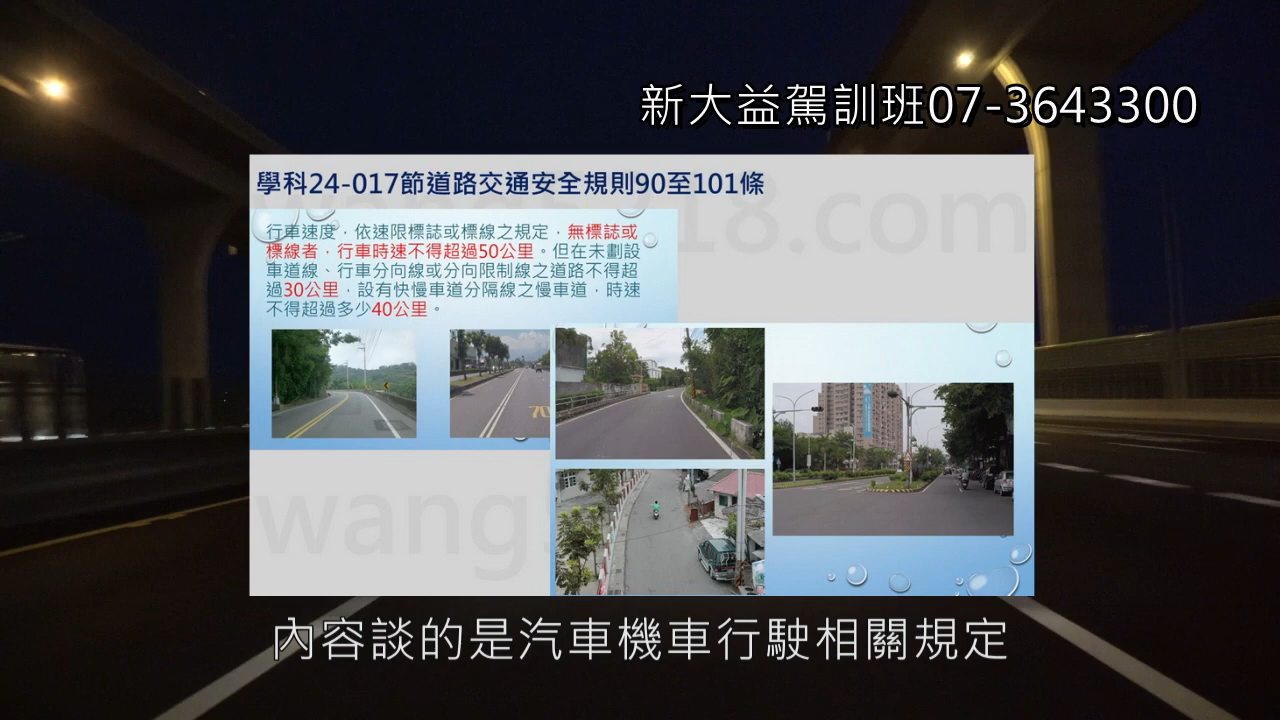 新大益駕訓班07-3643300
學科24-017節道路交通安全規則90至101條
行車速度，依速限標誌或標線之規定，無標誌或
標線者，行車時速不得超過50公里。但在未劃設
車道線、行車分向線或分向限制線之道路不得超
過30公里，設有快慢車道分隔線之慢車道，時速
不得超過多少40公里。
70
18.com
wang
內容談的是汽車機車行駛相關規定